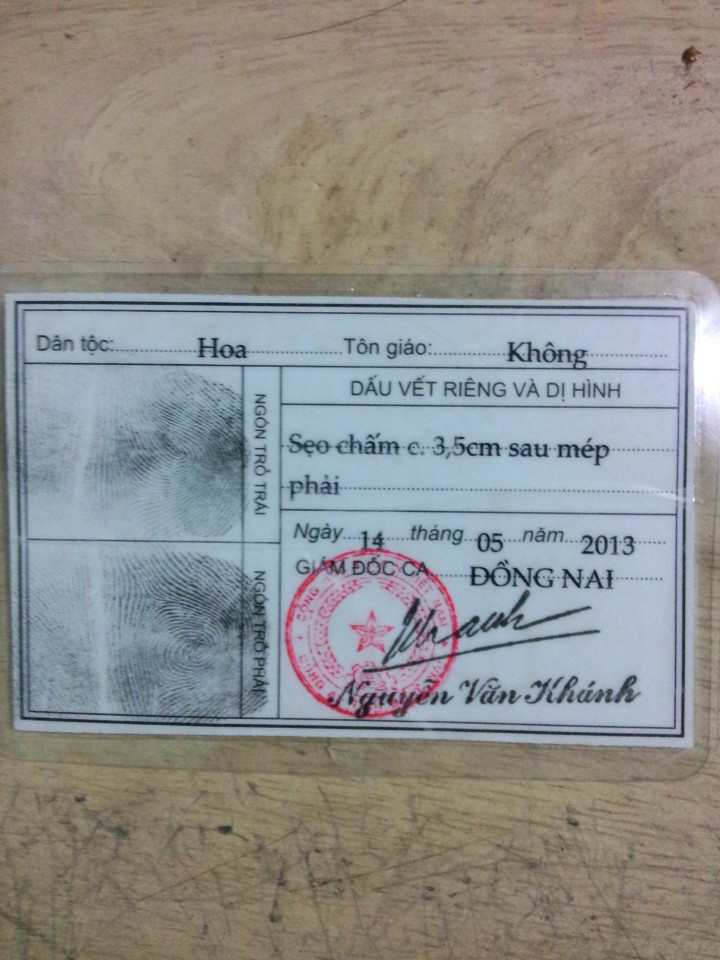 Dân tộc: Hoa Tôn giáo: Không
NGÓN TRỎ TRÁI
DẤU VẾT RIÊNG VÀ DỊ HÌNH
Sẹo chấm c. 3,5cm sau mép
phải
NGÓN TRỎ PHẢI
Ngày 14 tháng 05 năm 2013
GIÁM ĐỐC CA ĐỒNG NAI
Khanh
Nguyễn Văn Khánh